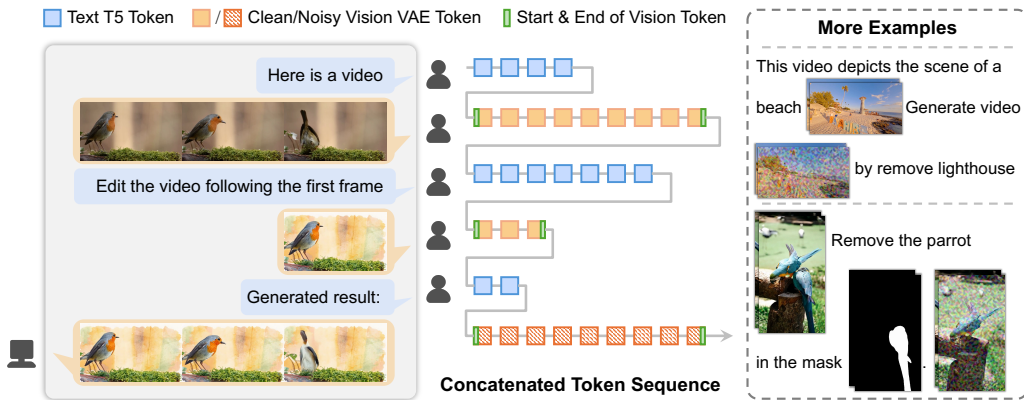 Text T5 Token
/
Clean/Noisy Vision VAE Token
Start & End of Vision Token
Here is a video
Edit the video following the first frame
Generated result:
Concatenated Token Sequence
More Examples
This video depicts the scene of a
beach
Generate video
by remove lighthouse
Remove the parrot
in the mask
.